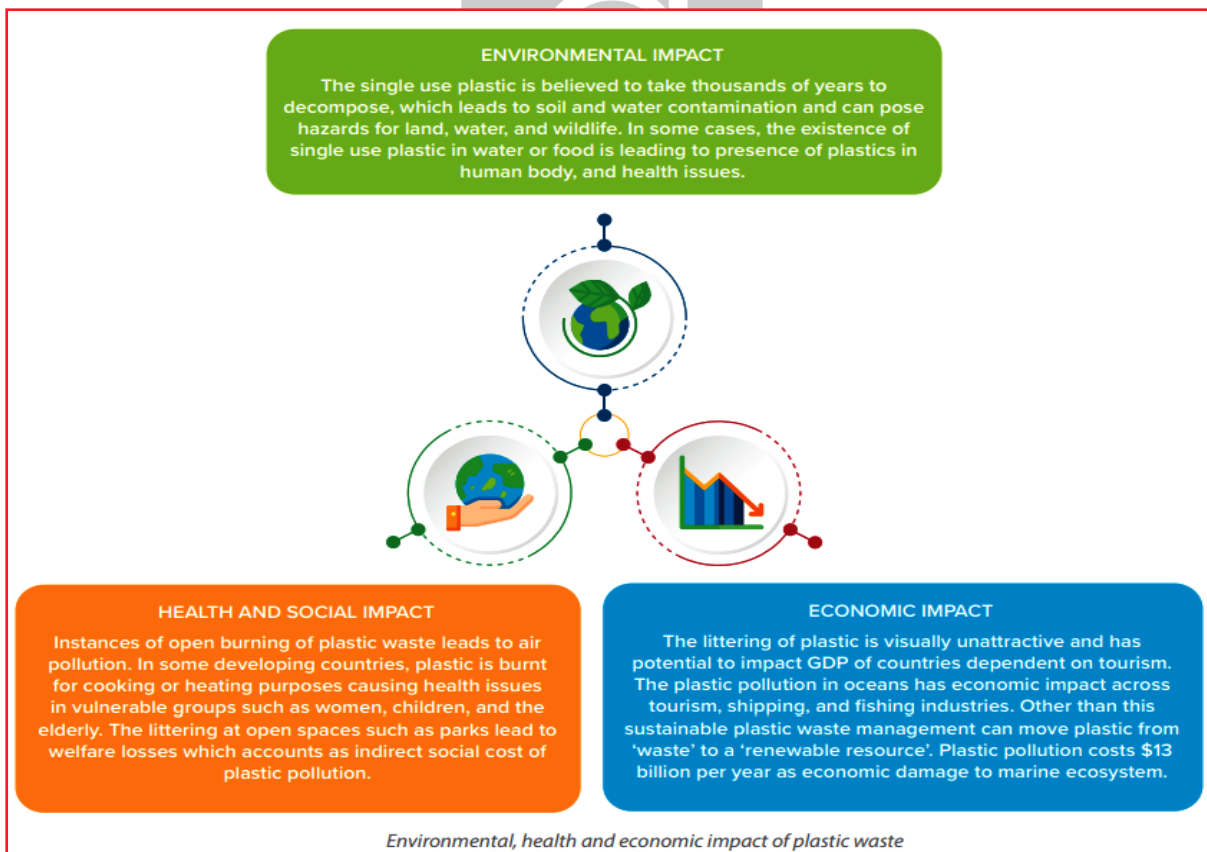 ENVIRONMENTAL IMPACT
The single use plastic is believed to take thousands of years to
decompose, which leads to soil and water contamination and can pose
hazards for land, water, and wildlife. In some cases, the existence of
single use plastic in water or food is leading to presence of plastics in
human body, and health issues.
HEALTH AND SOCIAL IMPACT
Instances of open burning of plastic waste leads to air
pollution. In some developing countries, plastic is burnt
for cooking or heating purposes causing health issues
in vulnerable groups such as women, children, and the
elderly. The littering at open spaces such as parks lead to
welfare losses which accounts as indirect social cost of
plastic pollution.
ECONOMIC IMPACT
The littering of plastic is visually unattractive and has
potential to impact GDP of countries dependent on tourism.
The plastic pollution in oceans has economic impact across
tourism, shipping, and fishing industries. Other than this
sustainable plastic waste management can move plastic from
‘waste’ to a ‘renewable resource’. Plastic pollution costs $13
billion per year as economic damage to marine ecosystem.
Environmental, health and economic impact of plastic waste